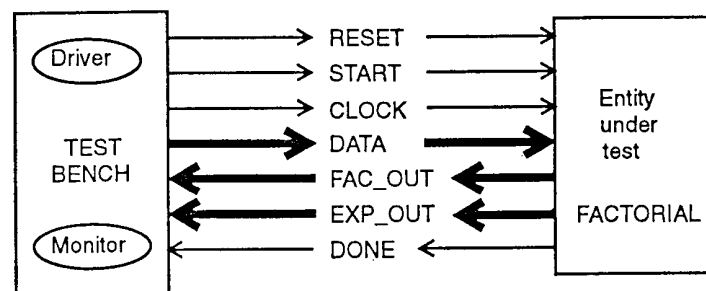 Driver
TEST
BENCH
Monitor
RESET
START
CLOCK
DATA
FAC_OUT
EXP_OUT
DONE
Entity
under
test
FACTORIAL